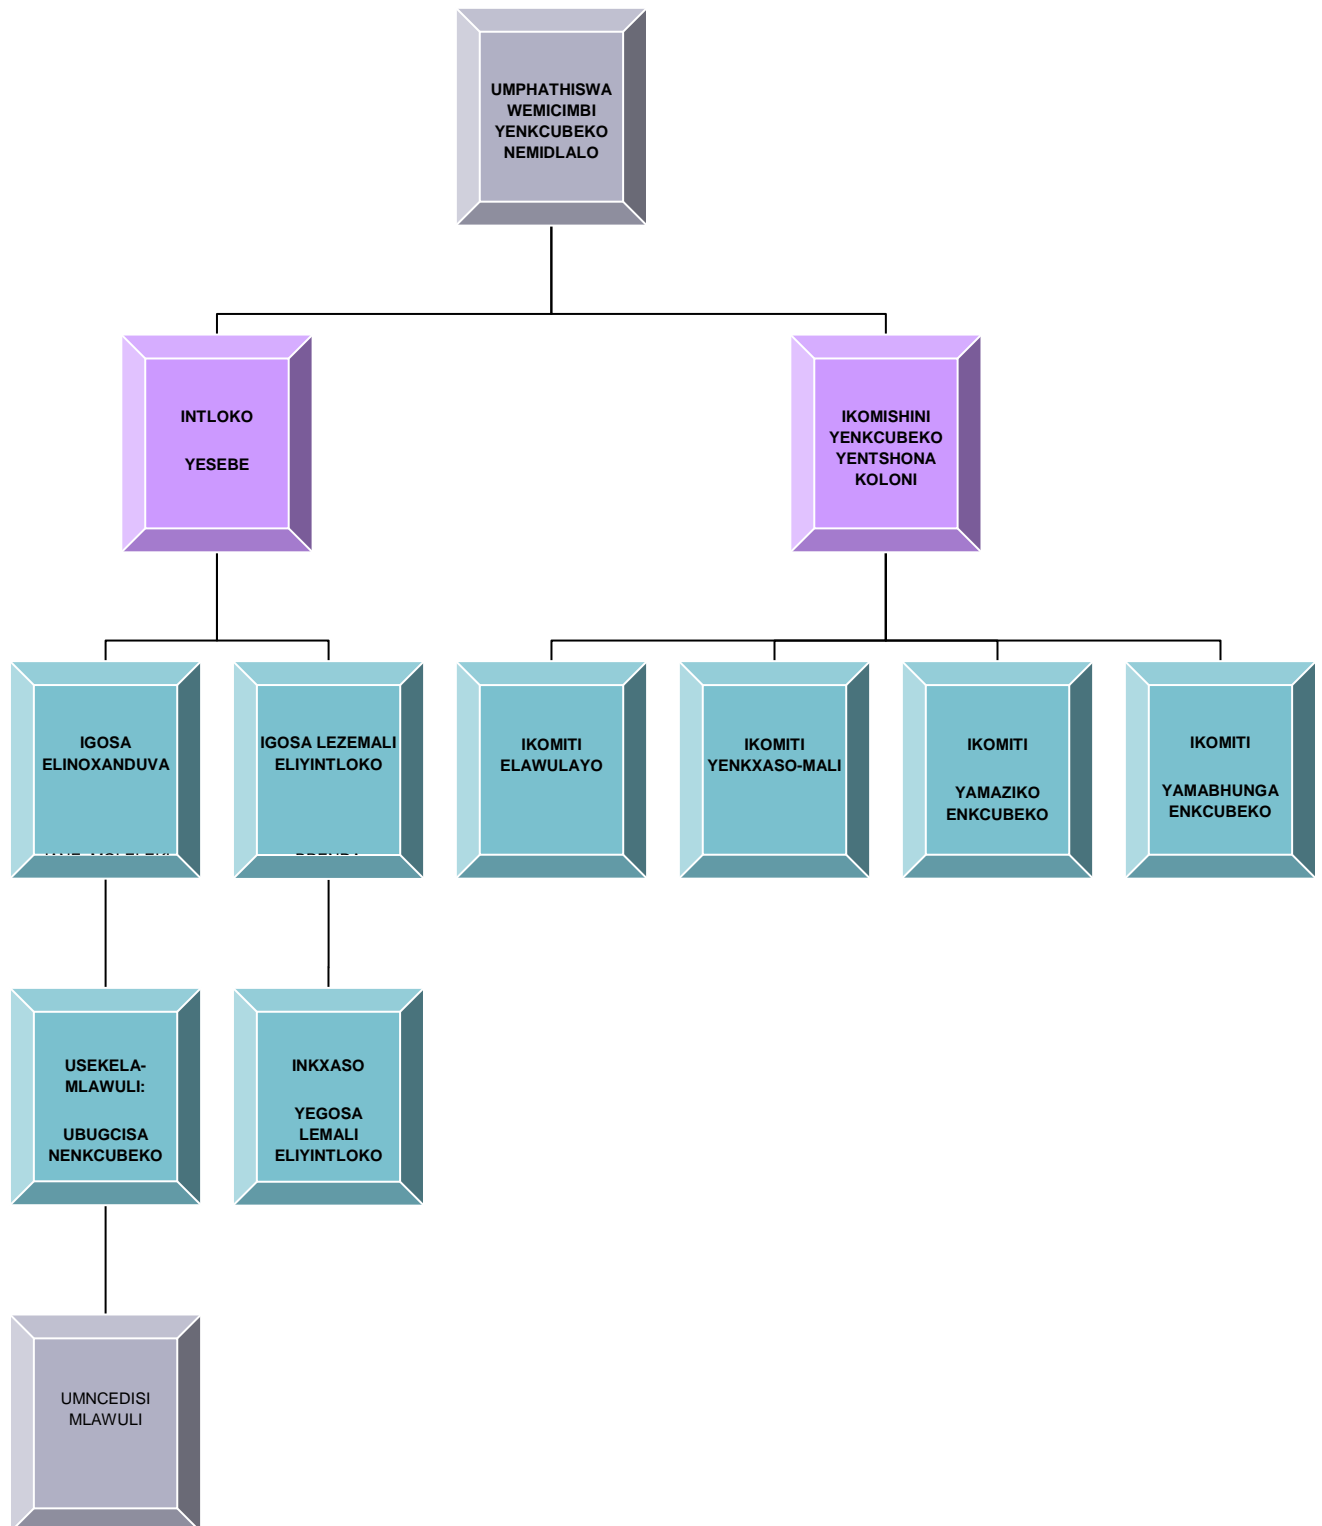 UMPHATHISWA
WEMICIMBI
YENKCUBEKO
NEMIDLALO
INTLOKO
YESEBE
IKOMISHINI
YENKCUBEKO
YENTSHONA
KOLONI
IGOSA
ELINOXANDUVA
IGOSA LEZEMALI
ELIYINTLOKO
IKOMITI
ELAWULAYO
IKOMITI
YENKXASO-MALI
IKOMITI
YAMAZIKO
ENKCUBEKO
IKOMITI
YAMABHUNGA
ENKCUBEKO
USEKELA-
MLAWULI:
UBUGCISA
NENKCUBEKO
INKXASO
YEGOSA
LEMALI
ELIYINTLOKO
UMNCEDISI
MLAWULI